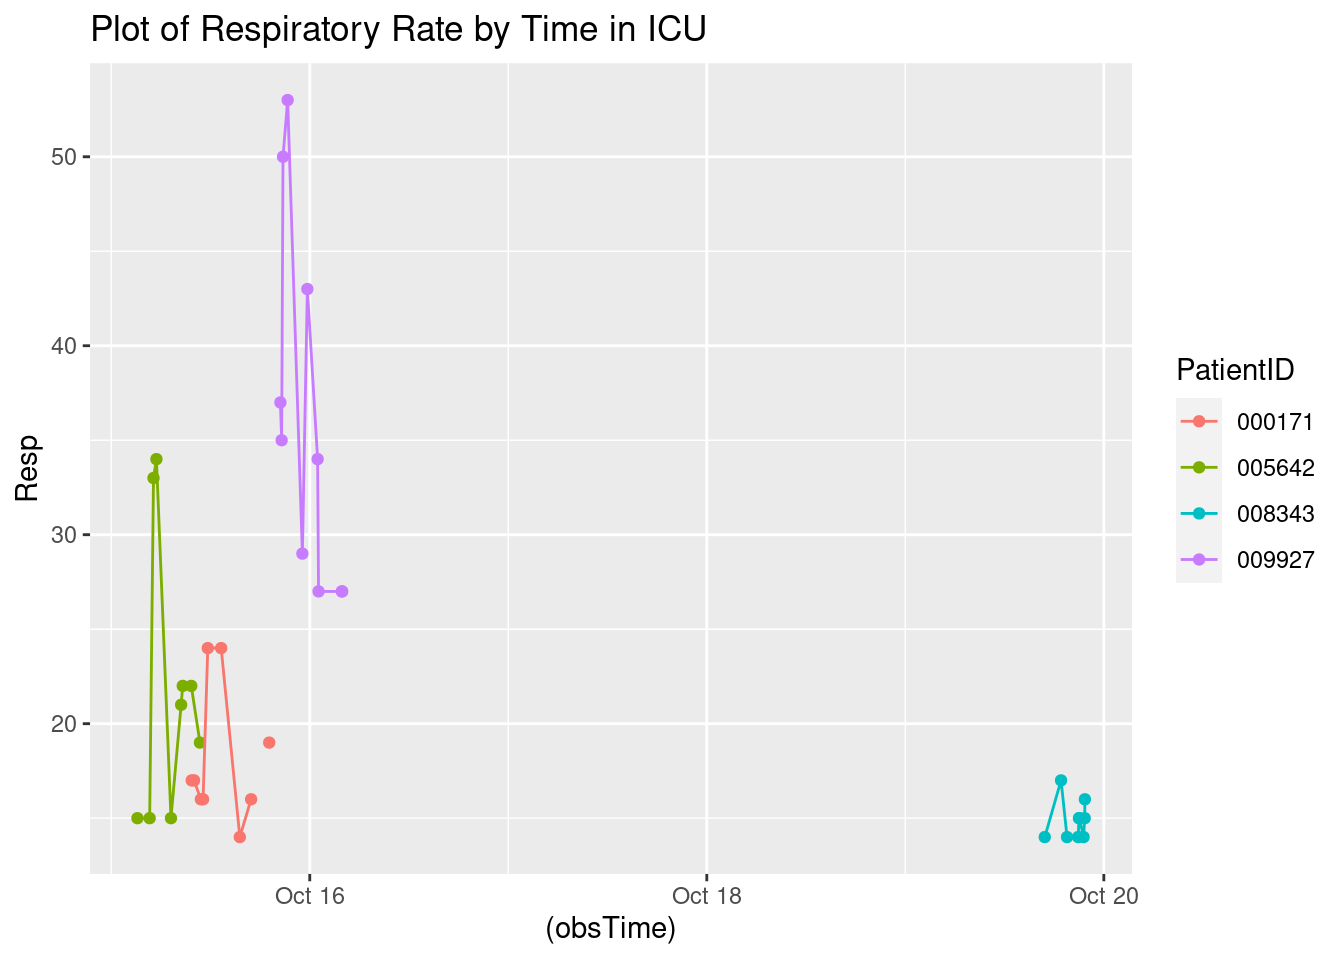 Plot of Respiratory Rate by Time in ICU
50
40
30
20
Resp
Oct 16
Oct 18
Oct 20
(obsTime)
PatientID
000171
005642
008343
009927